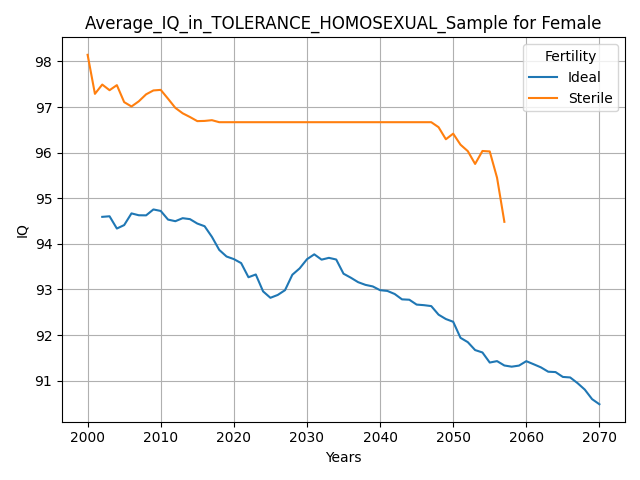 Average_IQ_in_TOLERANCE_HOMOSEXUAL_Sample for Female
Fertility
Ideal
Sterile
98
97
96
95
94
93
92
91
IQ
2000 2010 2020 2030 2040 2050 2060 2070
Years